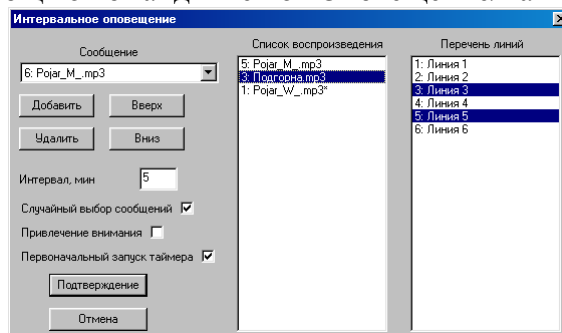 Интервальное оповещение
Сообщение
6: Pojar_M_.mp3
Добавить
Вверх
Удалить
Вниз
Интервал, мин
5
Случайный выбор сообщений
Привлечение внимания
Первоначальный запуск таймера
Подтверждение
Отмена
Список воспроизведения
5: Pojar_M_.mp3
3: Подгорна.mp3
1: Pojar_W_.mp3*
Перечень линий
1: Линия 1
2: Линия 2
3: Линия 3
4: Линия 4
5: Линия 5
6: Линия 6